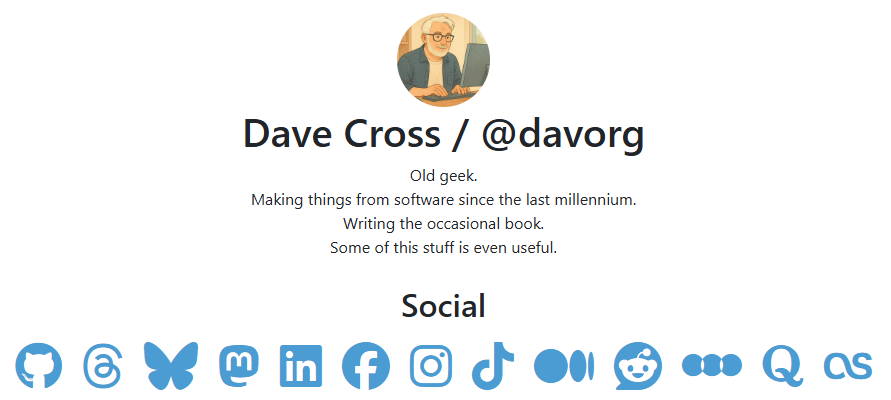 Dave Cross / @davorg
Old geek.
Making things from software since the last millennium.
Writing the occasional book.
Some of this stuff is even useful.
Social